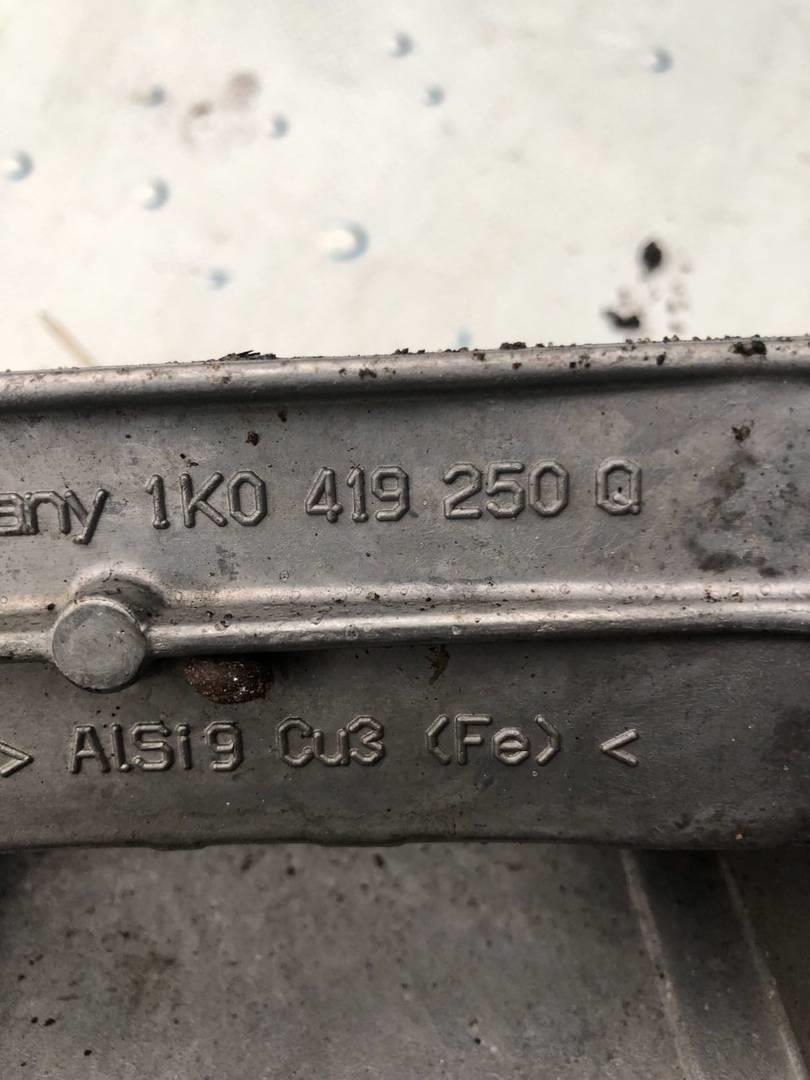 any 1K0 419 250 Q
> AlSi9 Cu3 (Fe) <